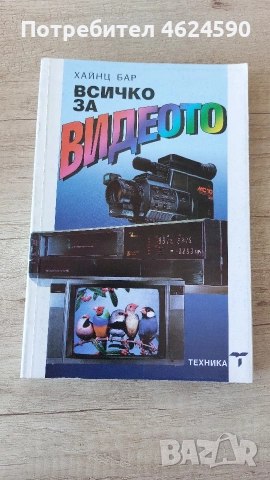 Потребител 4624590
ХАЙНЦ БАР
ВСИЧКО
ЗА
ВИДЕОТО
ТЕХНИКА
BAZAR